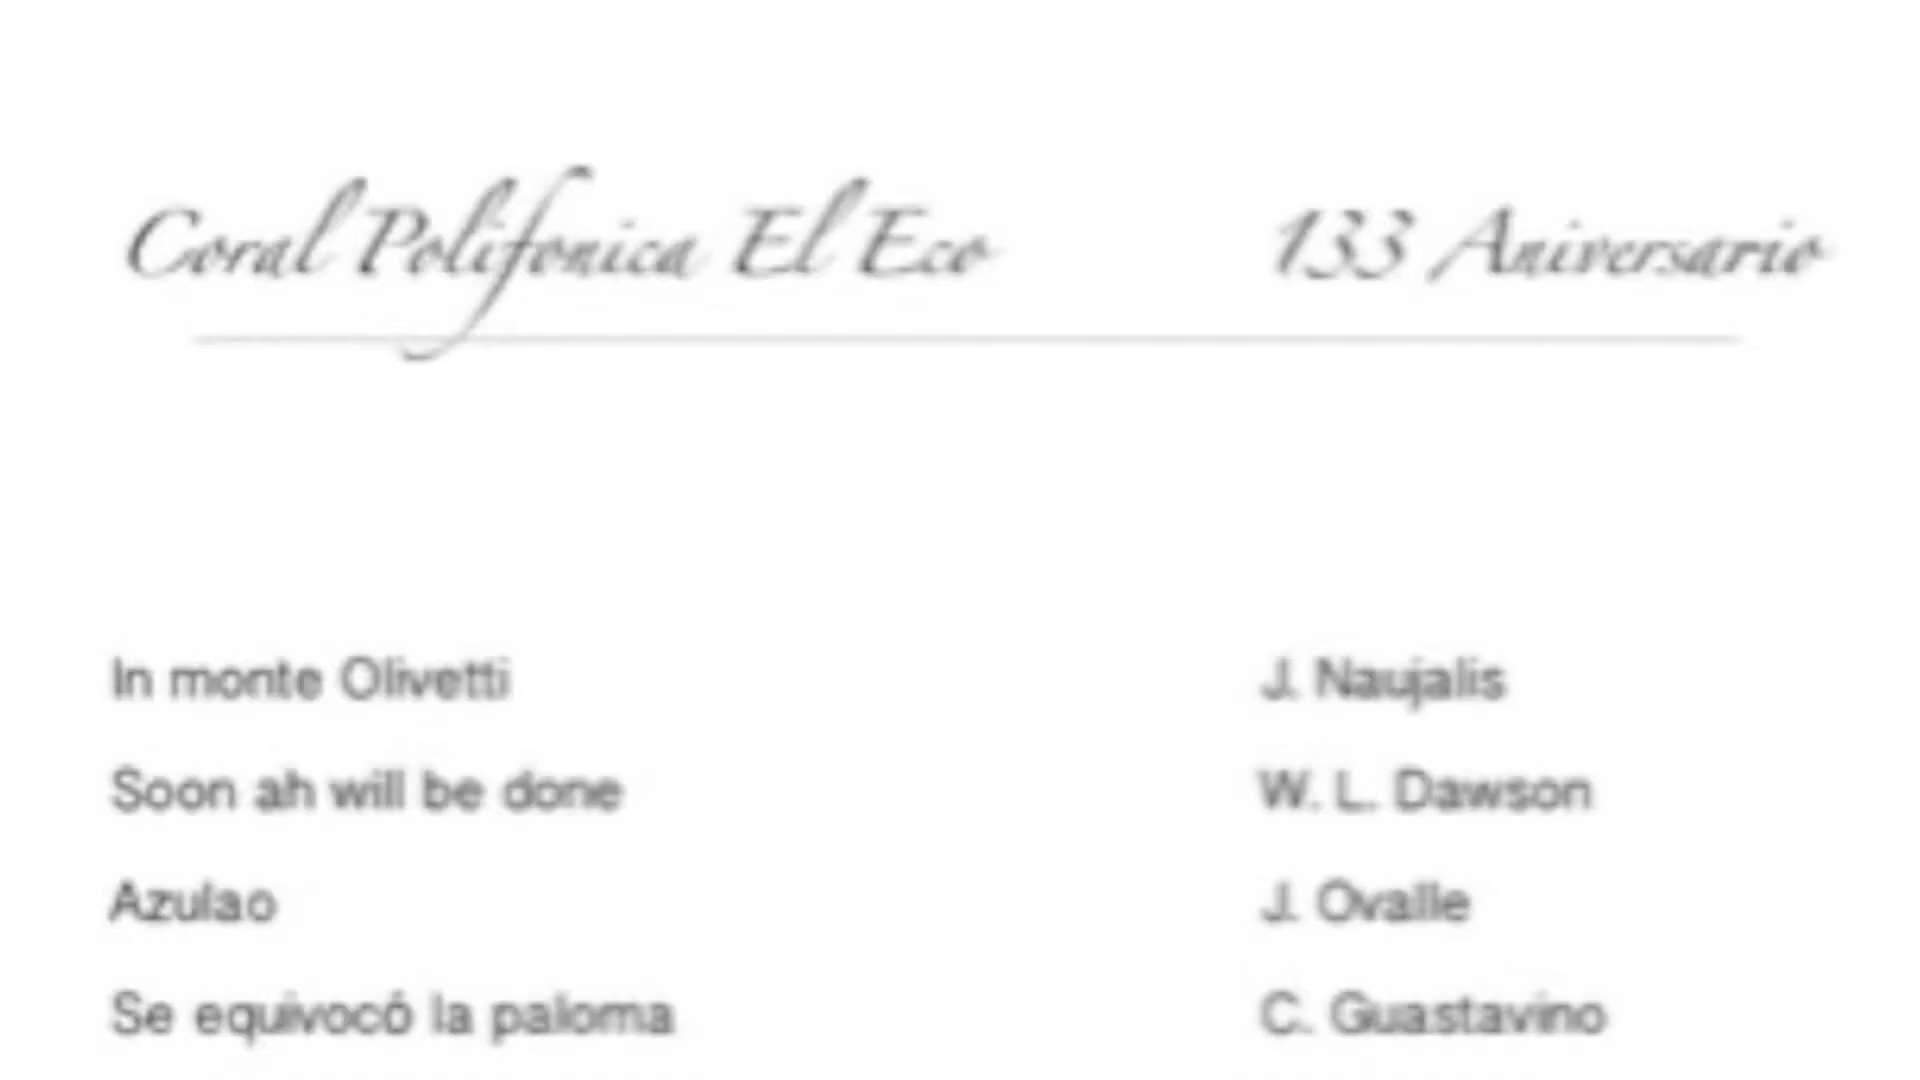 Coral Polifonica El Eco 133 Aniversario
In monte Olivetti J. Naujalis
Soon ah will be done W. L. Dawson
Azulao J. Ovalle
Se equivocó la paloma C. Guastavino